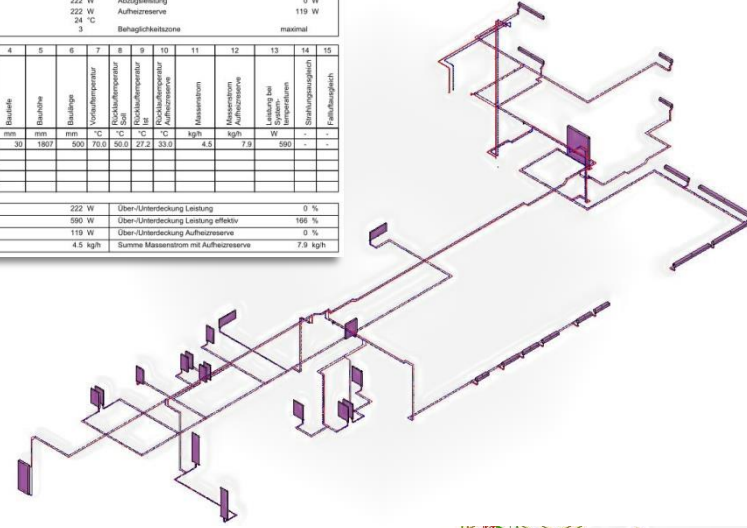 222 W Abzugsleistung 0 W
222 W Aufheizreserve 119 W
24 °C
3 Behaglichkeitszone maximal
4 5 6 7 8 9 10 11 12 13 14 15
Bautiefe
Bauhöhe
Baulänge
Vorlauftemperatur
Rücklauftemperatur Soll
Rücklauftemperatur Ist
Rücklauftemperatur Aufheizreserve
Massenstrom
Massenstrom Aufheizreserve
Leistung bei System-temperaturen
Strahlungsausgleich
Fallluftausgleich
mm mm mm °C °C °C °C kg/h kg/h W - -
30 1807 500 70.0 50.0 27.2 33.0 4.5 7.9 590 - -
222 W Über-/Unterdeckung Leistung 0 %
590 W Über-/Unterdeckung Leistung effektiv 166 %
119 W Über-/Unterdeckung Aufheizreserve 0 %
4.5 kg/h Summe Massenstrom mit Aufheizreserve 7.9 kg/h